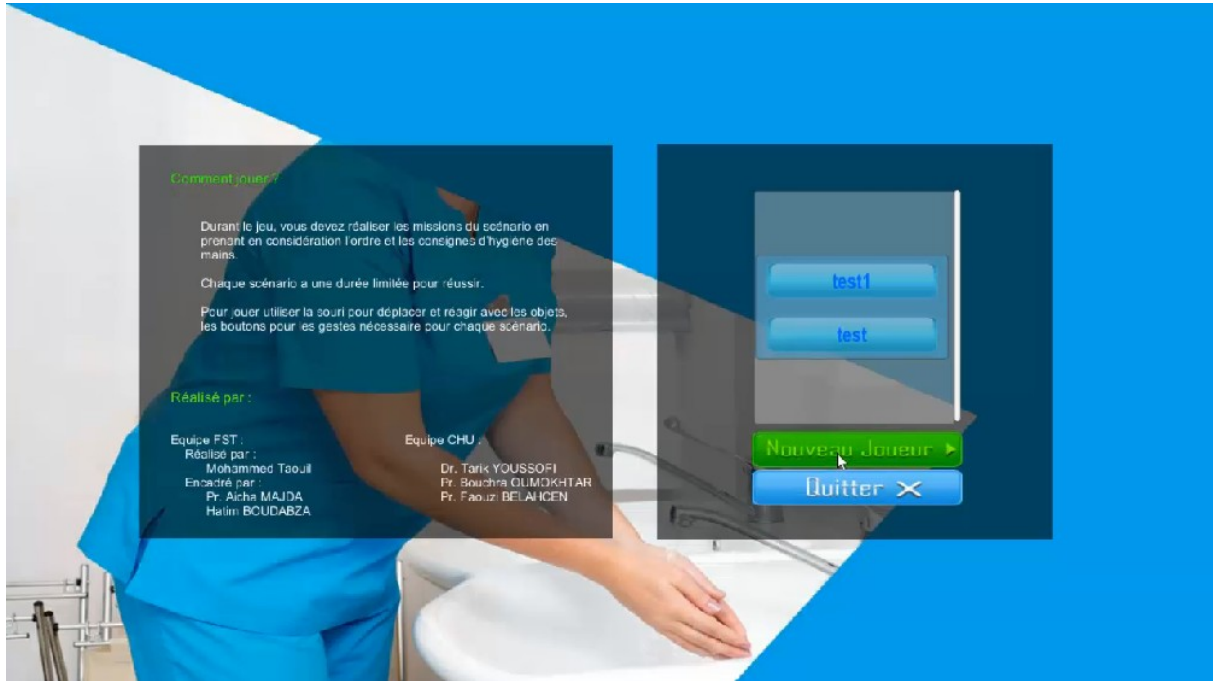 Comment jouer ?
Durant le jeu, vous devez réaliser les missions du scénario en
prenant en considération l'ordre et les consignes d'hygiène des
mains.
Chaque scénario a une durée limitée pour réussir.
Pour jouer utiliser la souri pour déplacer et réagir avec les objets,
les boutons pour les gestes nécessaire pour chaque scénario.
Réalisé par :
Equipe FST :
Réalisé par :
Mohammed Taouil
Encadré par :
Pr. Aicha MAJDA
Hatim BOUDABZA
Equipe CHU :
Dr. Tarik YOUSSOFI
Pr. Bouchra OUMOKHTAR
Pr. Faouzi BELAHCEN
test1
test
Nouveau Joueur
Quitter